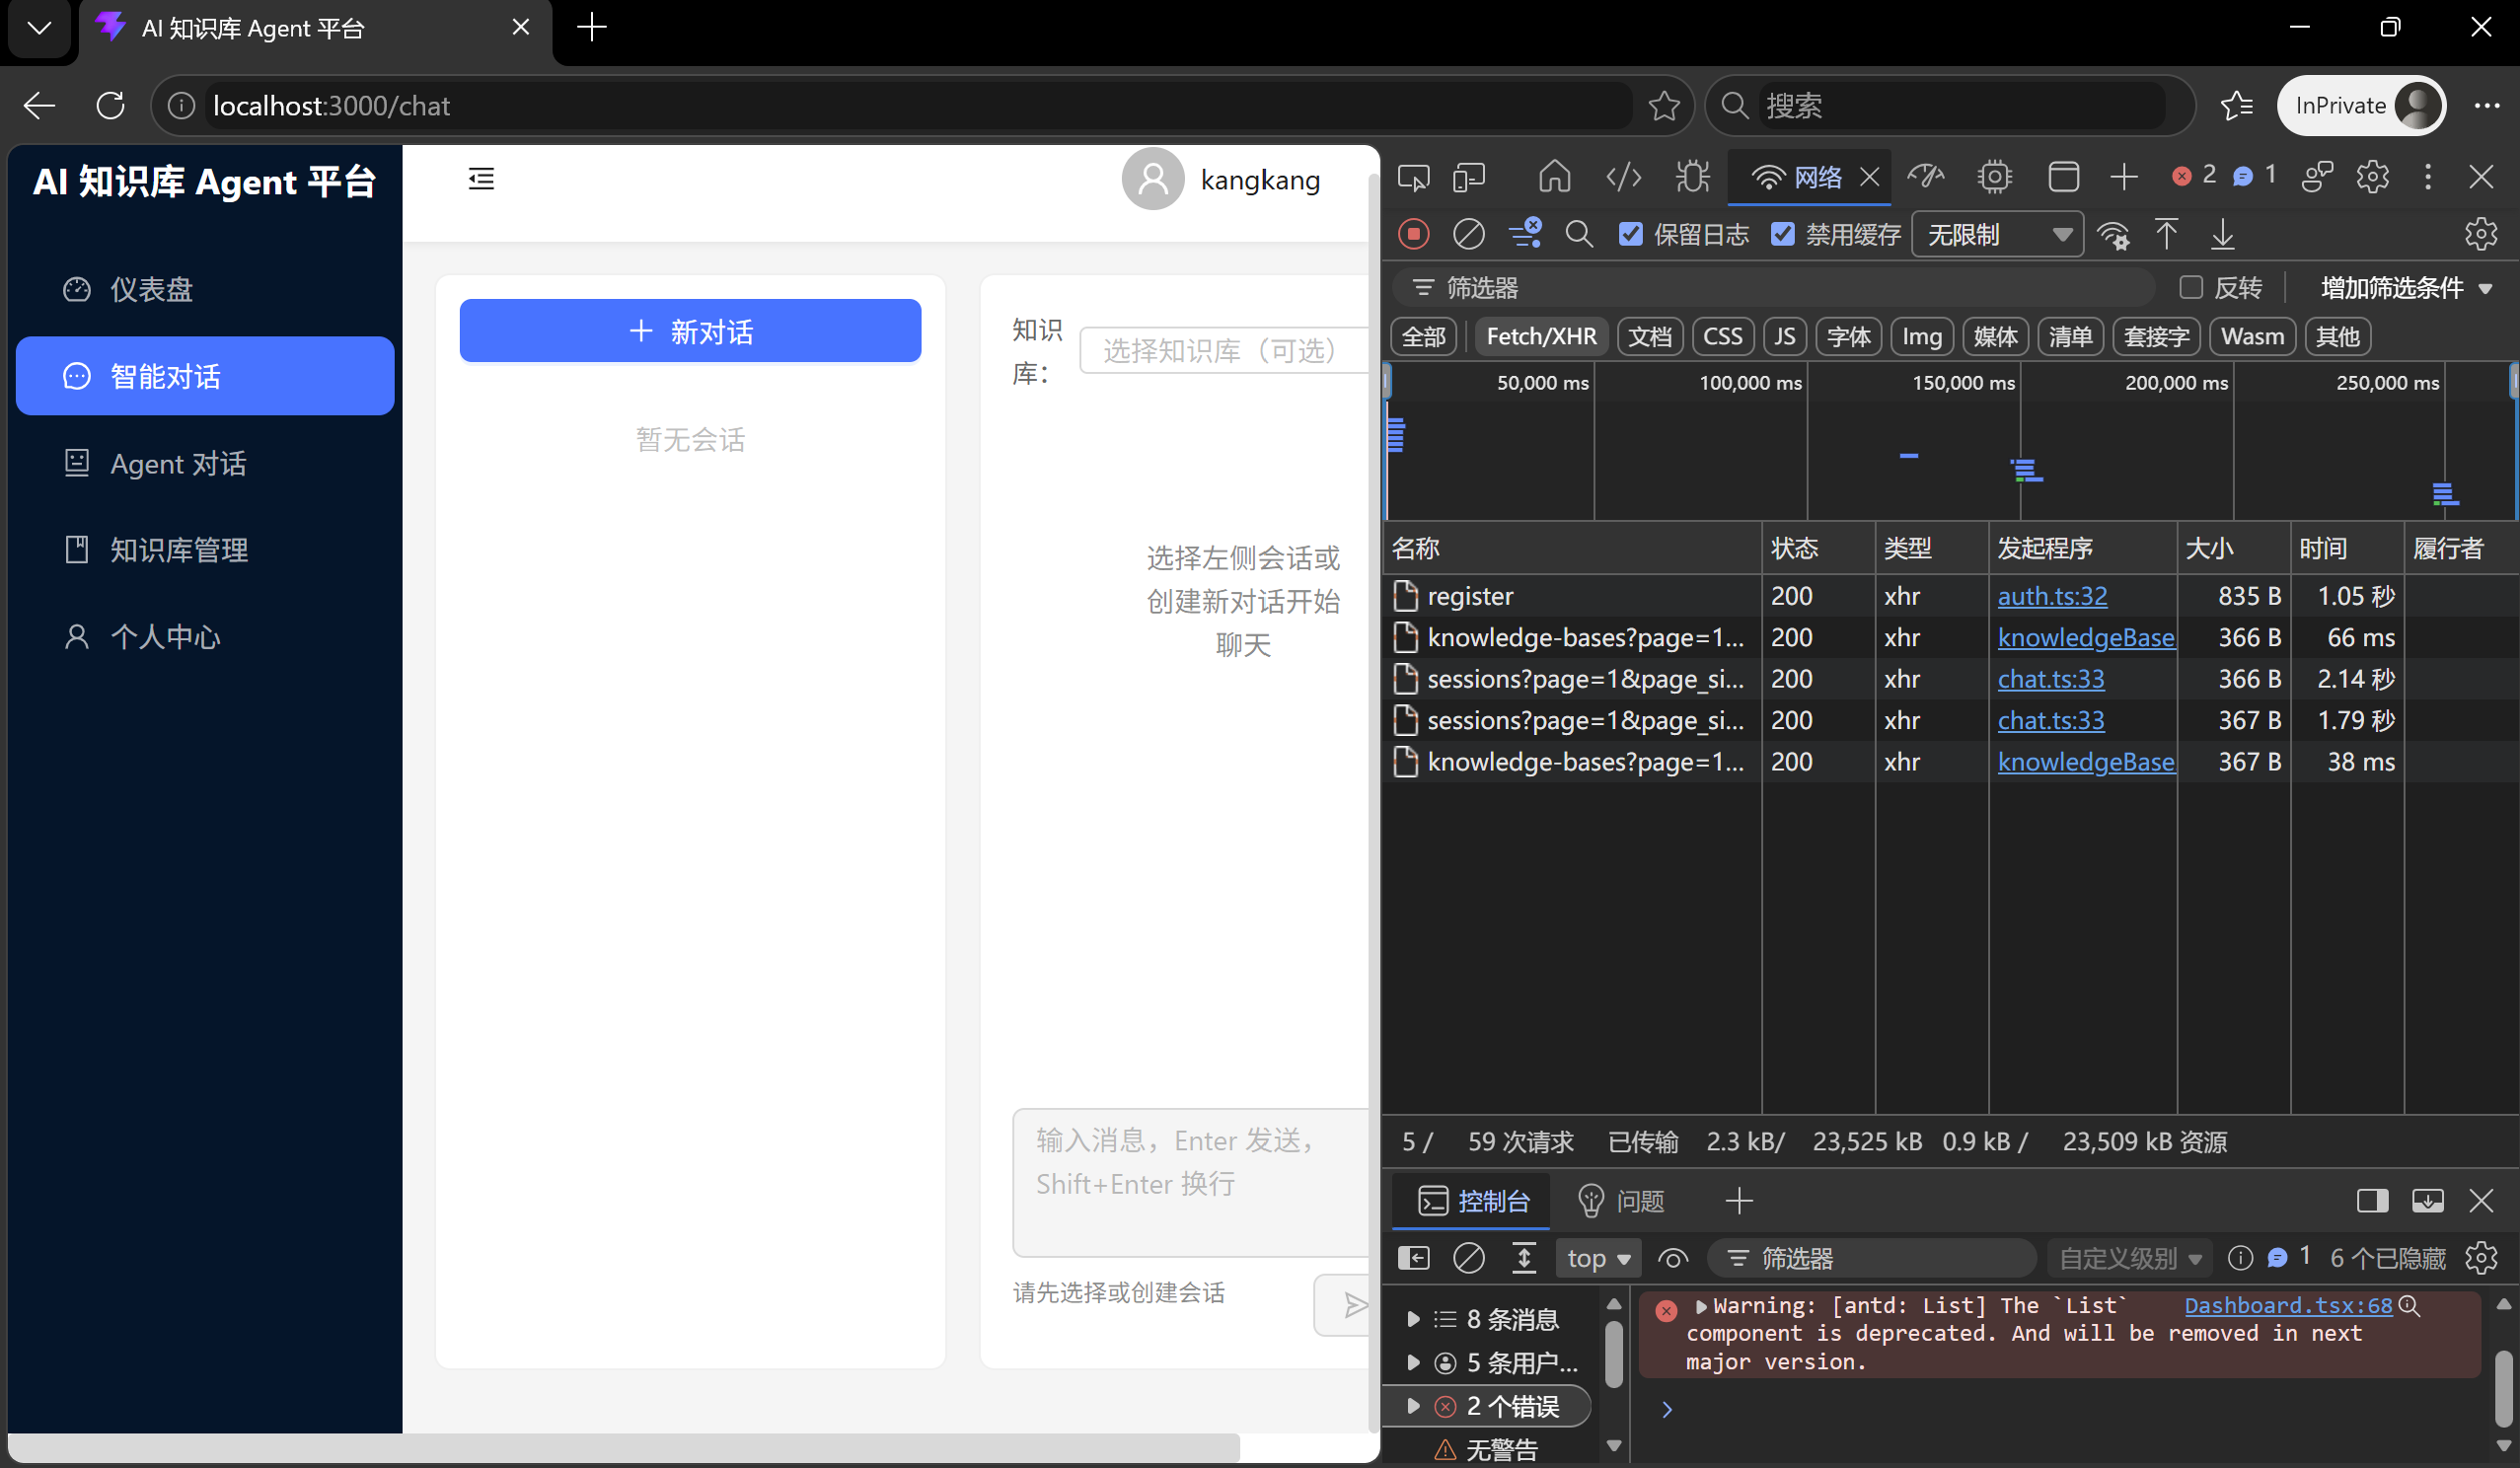 AI 知识库 Agent 平台
localhost:3000/chat
搜索
InPrivate
AI 知识库 Agent 平台
仪表盘
智能对话
Agent 对话
知识库管理
个人中心
kangkang
新对话
暂无会话
知识
库：
选择知识库（可选）
选择左侧会话或
创建新对话开始
聊天
输入消息，Enter 发送，
Shift+Enter 换行
请先选择或创建会话
网络
2
1
保留日志
禁用缓存
无限制
筛选器
反转
增加筛选条件
全部 Fetch/XHR 文档 CSS JS 字体 Img 媒体 清单 套接字 Wasm 其他
50,000 ms 100,000 ms 150,000 ms 200,000 ms 250,000 ms
名称 状态 类型 发起程序 大小 时间 履行者
register 200 xhr auth.ts:32 835 B 1.05 秒
knowledge-bases?page=1... 200 xhr knowledgeBase 366 B 66 ms
sessions?page=1&page_si... 200 xhr chat.ts:33 366 B 2.14 秒
sessions?page=1&page_si... 200 xhr chat.ts:33 367 B 1.79 秒
knowledge-bases?page=1... 200 xhr knowledgeBase 367 B 38 ms
5 / 59 次请求 已传输 2.3 kB/ 23,525 kB 0.9 kB / 23,509 kB 资源
控制台
问题
top
筛选器
自定义级别
1
6 个已隐藏
8 条消息
5 条用户...
2 个错误
无警告
Warning: [antd: List] The `List` Dashboard.tsx:68
component is deprecated. And will be removed in next
major version.